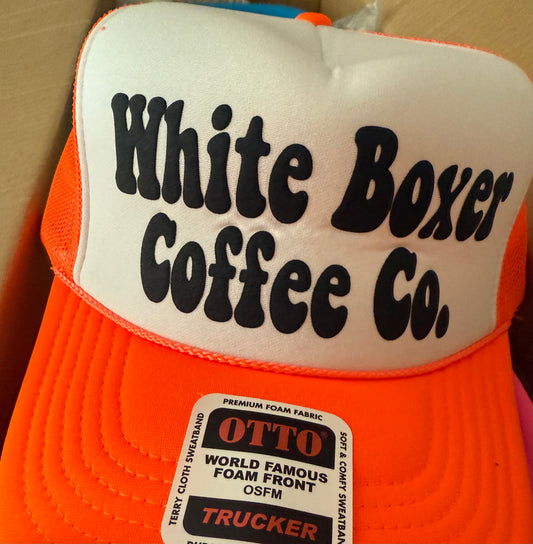 White Boxer
Coffee Co.
PREMIUM FOAM FABRIC
OTTO®
WORLD FAMOUS
FOAM FRONT
OSFM
TRUCKER
TERRY CLOTH SWEATBAND
SOFT & COMFY SWEATBAND